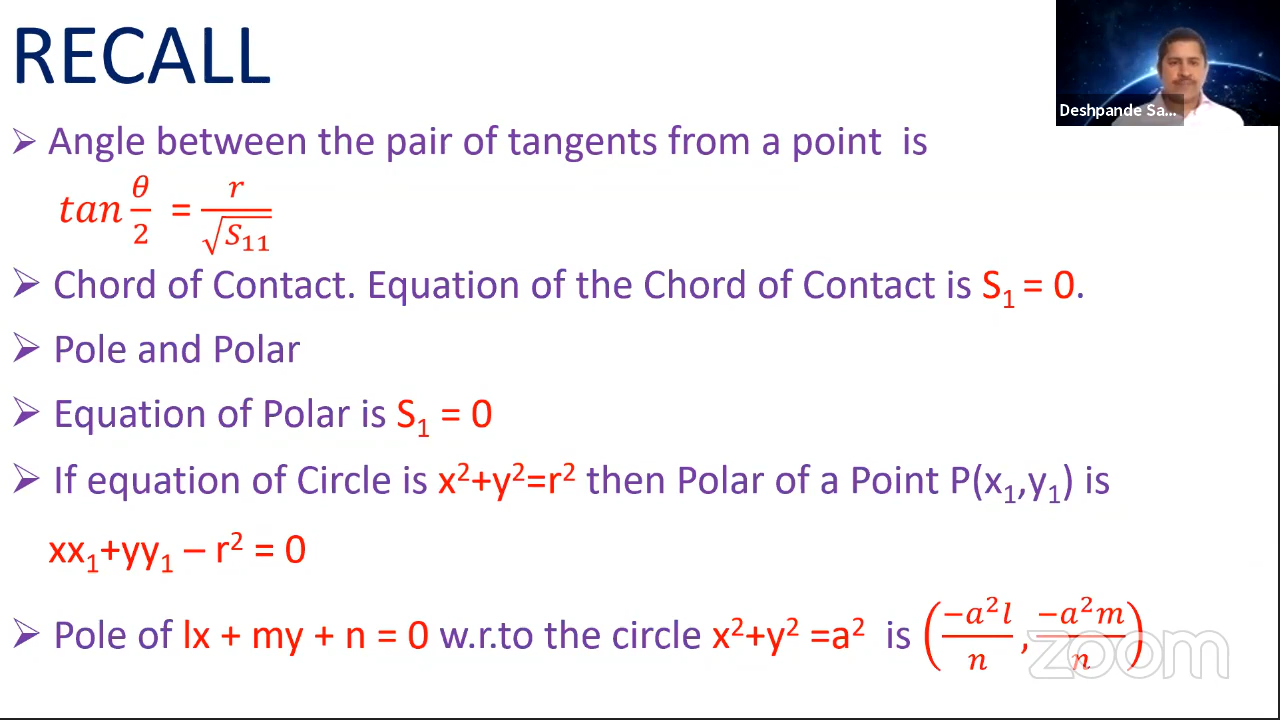 RECALL
Deshpande Sa...
➢ Angle between the pair of tangents from a point is
tan θ/2 = r/√S₁₁
➢ Chord of Contact. Equation of the Chord of Contact is S₁ = 0.
➢ Pole and Polar
➢ Equation of Polar is S₁ = 0
➢ If equation of Circle is x²+y²=r² then Polar of a Point P(x₁,y₁) is
xx₁+yy₁ – r² = 0
➢ Pole of lx + my + n = 0 w.r.to the circle x²+y² =a² is (−a²l/n, −a²m/n)
zoom